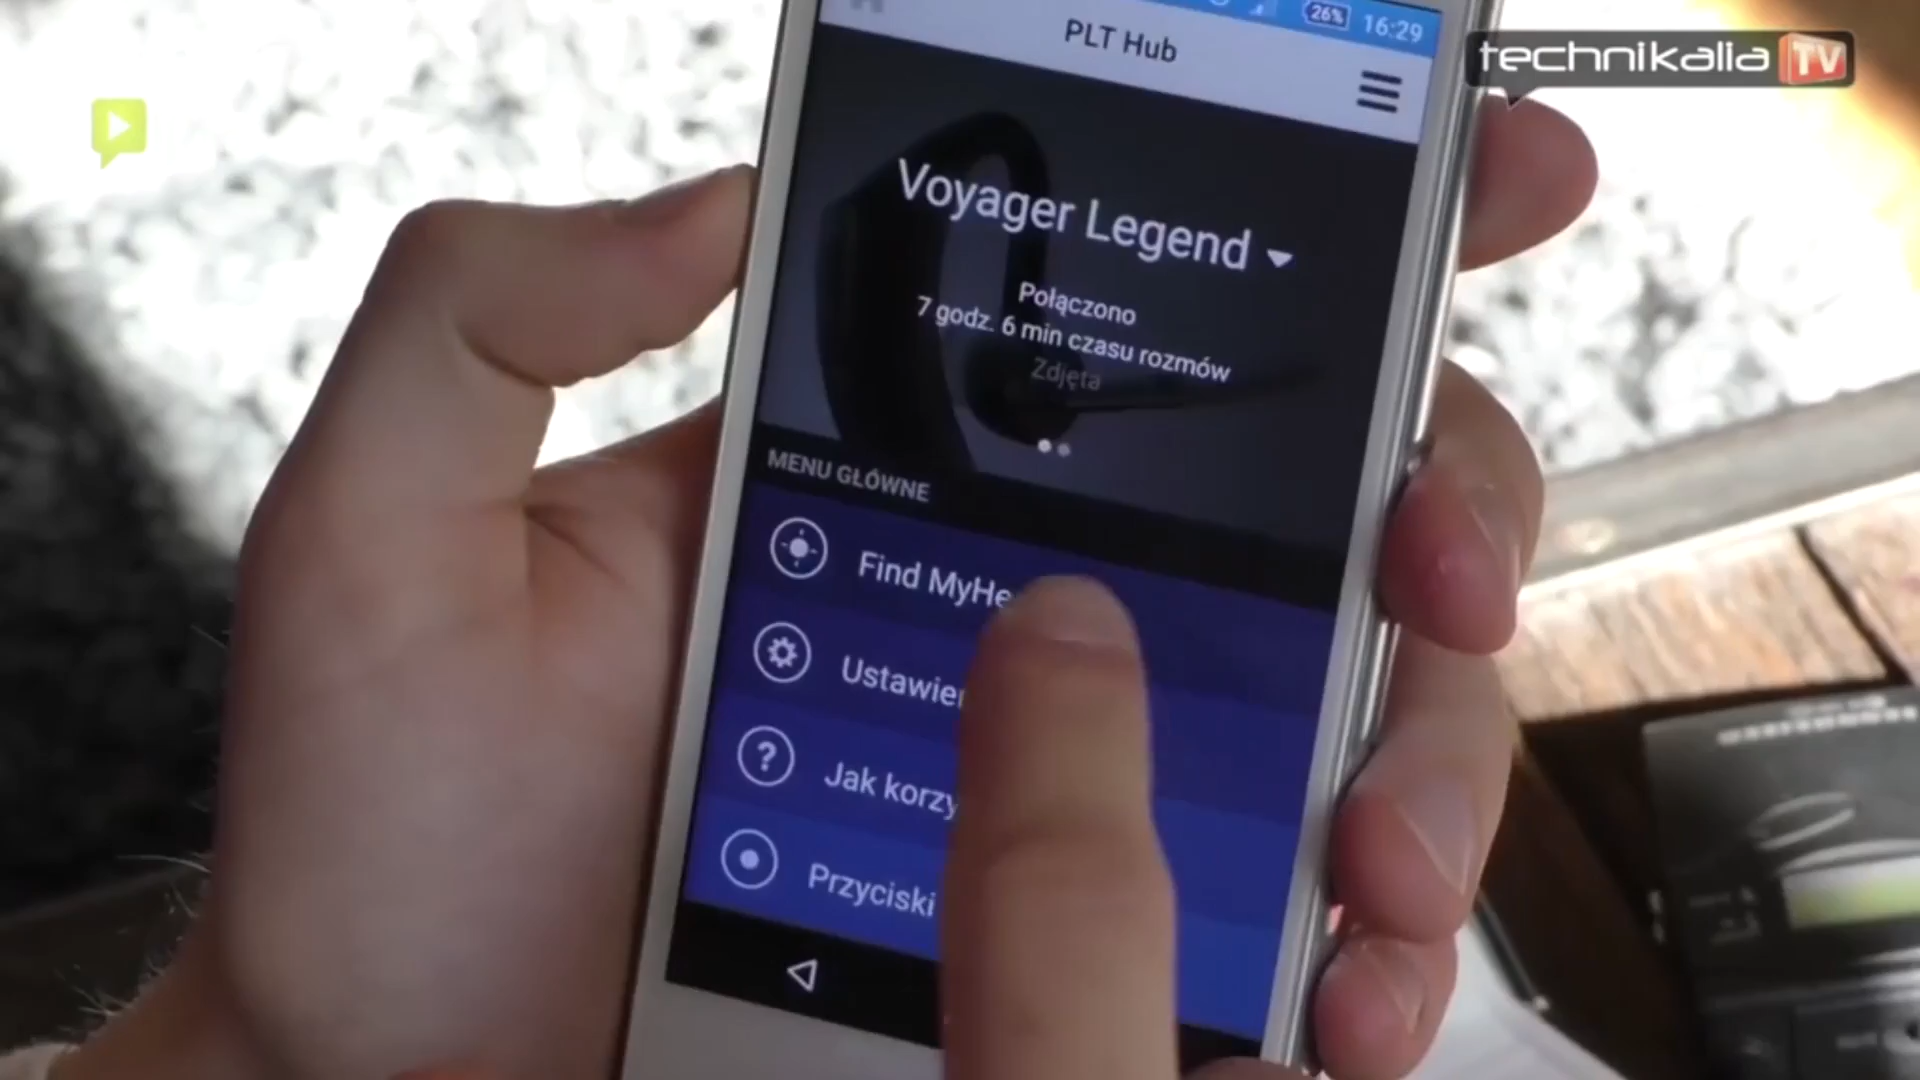 26%
16:29
PLT Hub
technikalia TV
Voyager Legend
Połączono
7 godz. 6 min czasu rozmów
Zdjęta
MENU GŁÓWNE
Find MyHe
Ustawie
Jak korzy
Przyciski